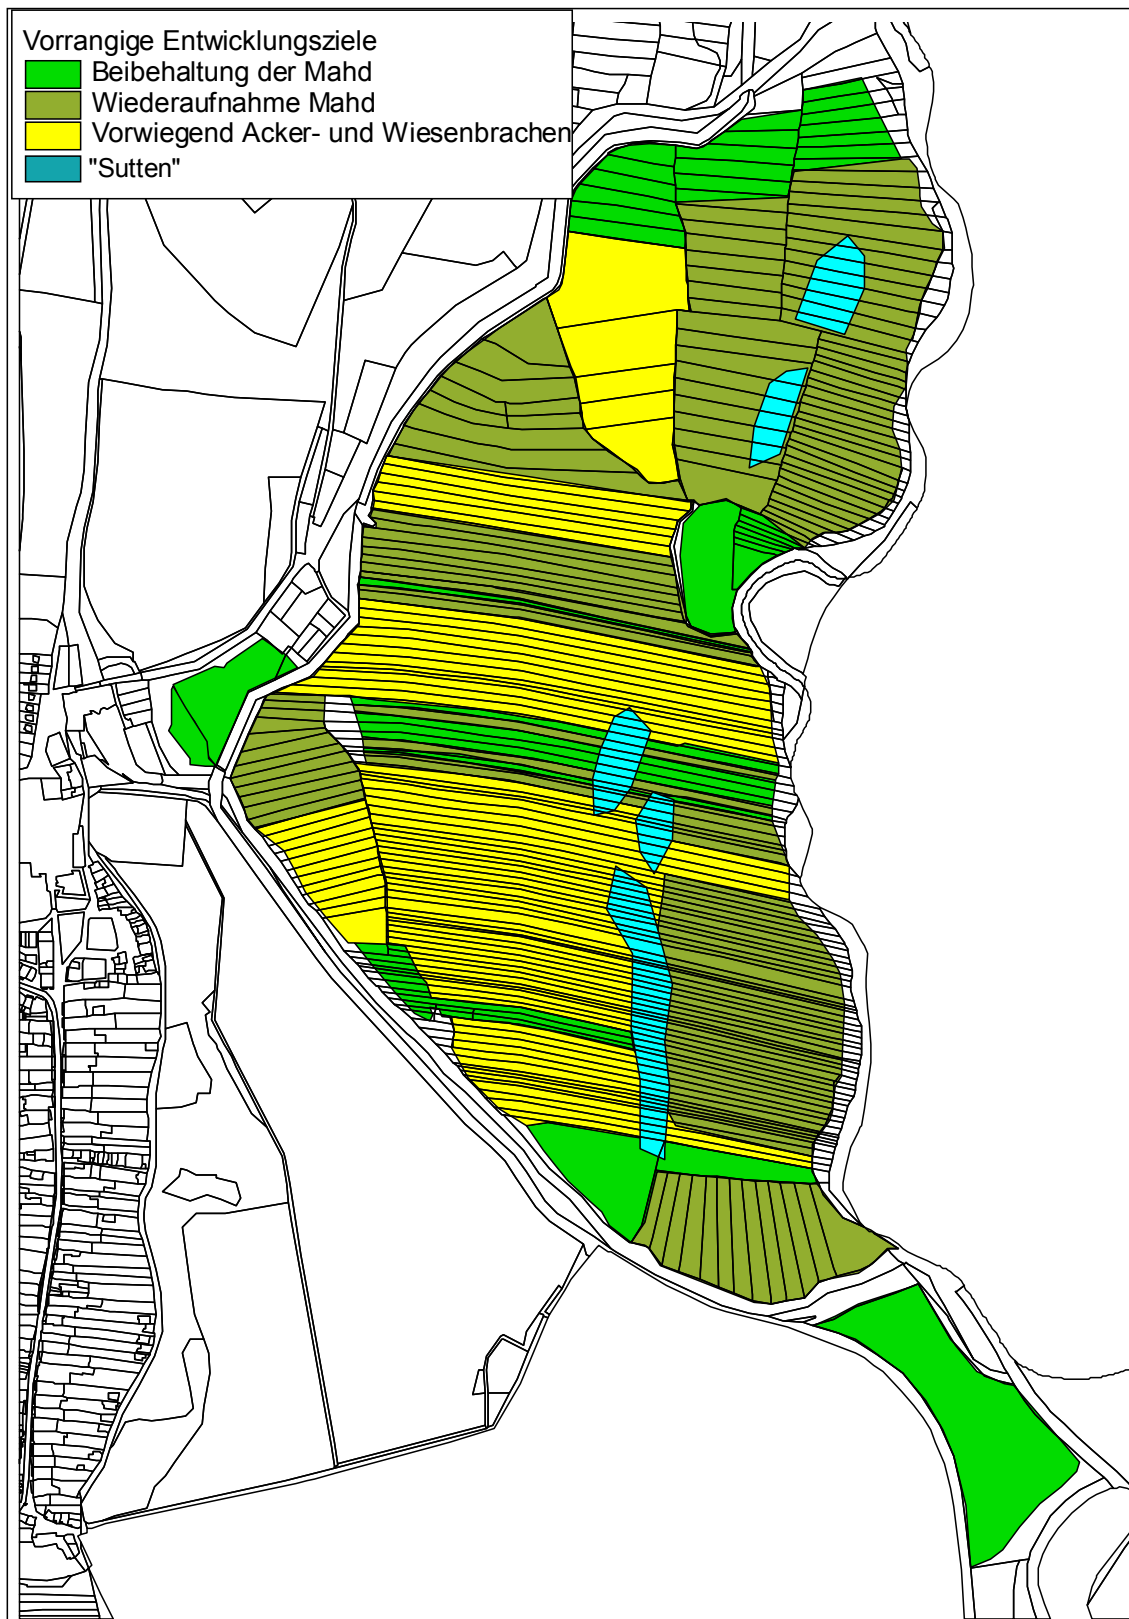 Vorrangige Entwicklungsziele
Beibehaltung der Mahd
Wiederaufnahme Mahd
Vorwiegend Acker- und Wiesenbrachen
"Sutten"